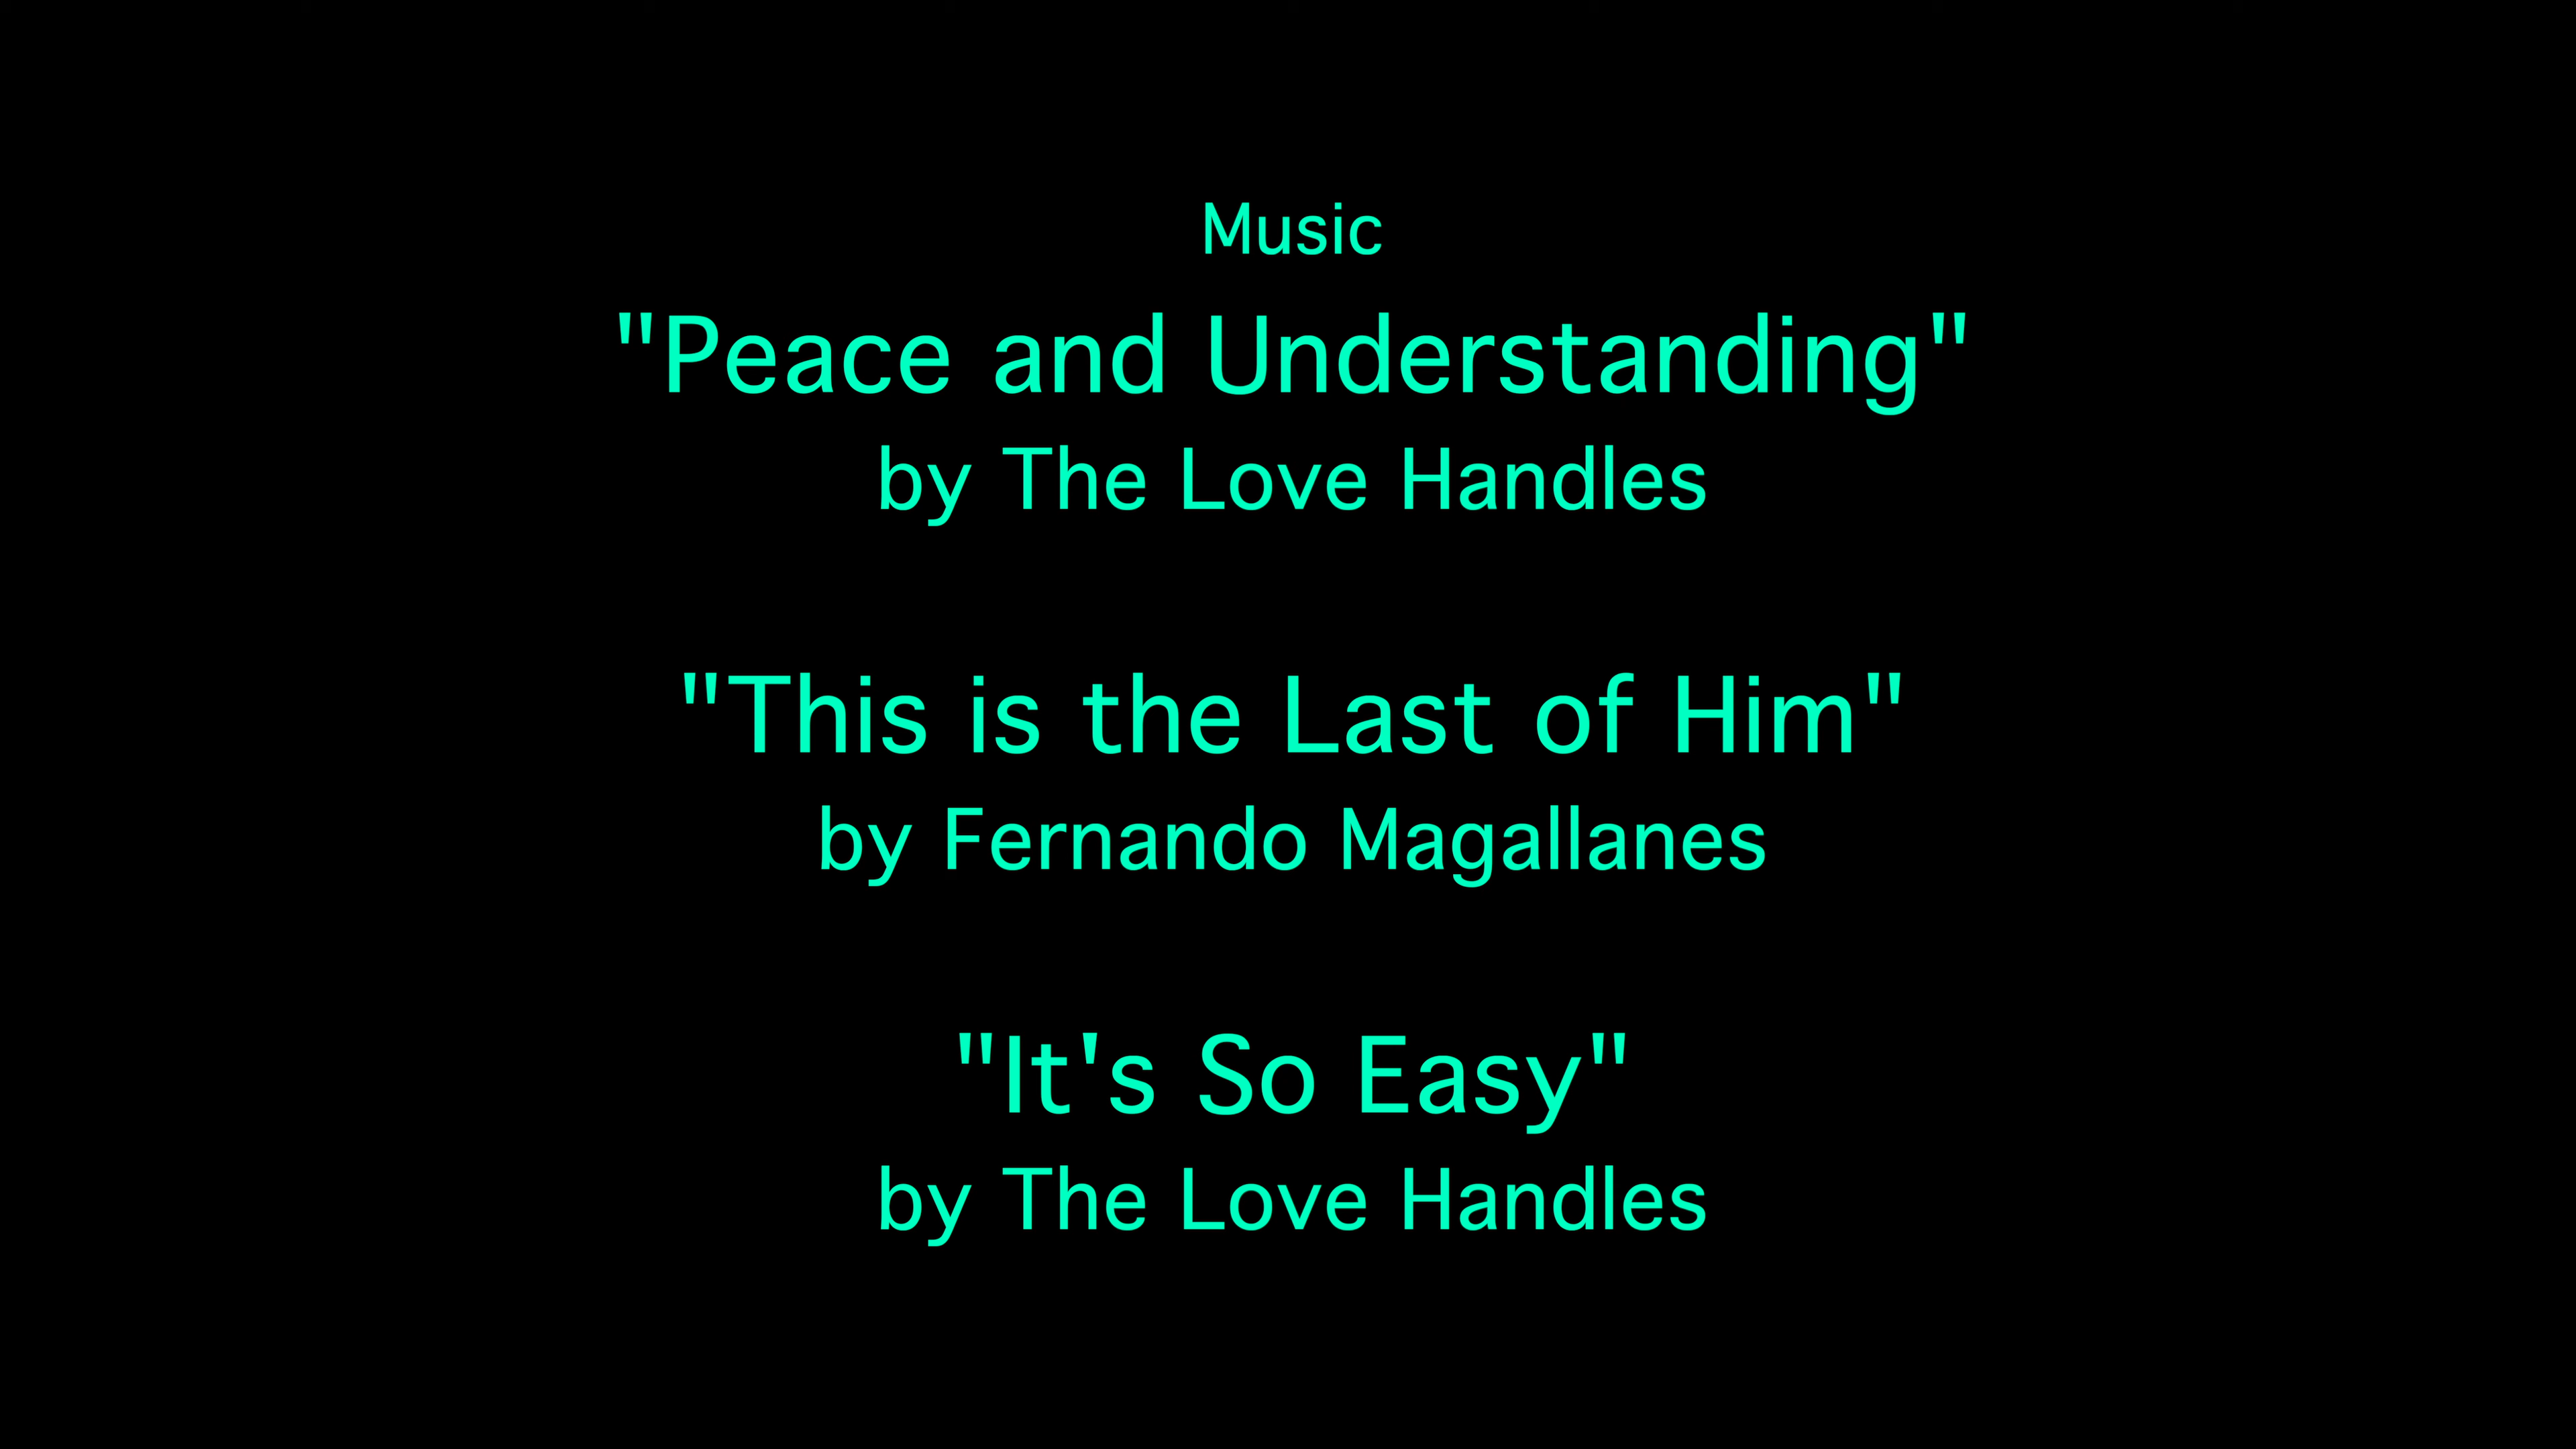 Music
"Peace and Understanding"
by The Love Handles
"This is the Last of Him"
by Fernando Magallanes
"It's So Easy"
by The Love Handles